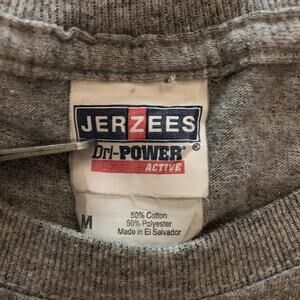 JERZEES
Dri-POWER®
ACTIVE
M
50% Cotton
50% Polyester
Made in El Salvador